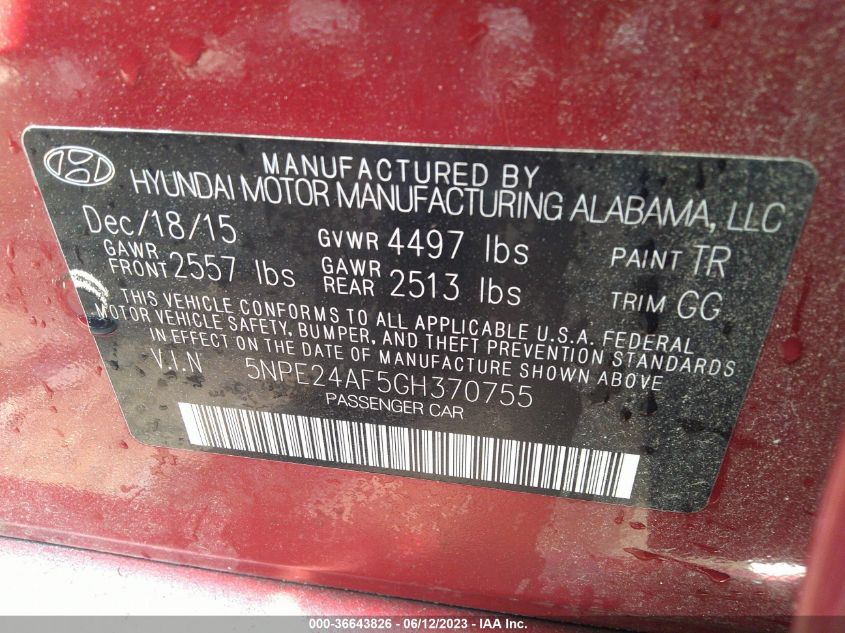 MANUFACTURED BY
HYUNDAI MOTOR MANUFACTURING ALABAMA, LLC
Dec/18/15 GVWR 4497 lbs PAINT TR
GAWR FRONT 2557 lbs GAWR REAR 2513 lbs TRIM GG
THIS VEHICLE CONFORMS TO ALL APPLICABLE U.S.A. FEDERAL
MOTOR VEHICLE SAFETY, BUMPER, AND THEFT PREVENTION STANDARDS
IN EFFECT ON THE DATE OF MANUFACTURE SHOWN ABOVE
V.I.N 5NPE24AF5GH370755
PASSENGER CAR
000-36643826 - 06/12/2023 - IAA Inc.